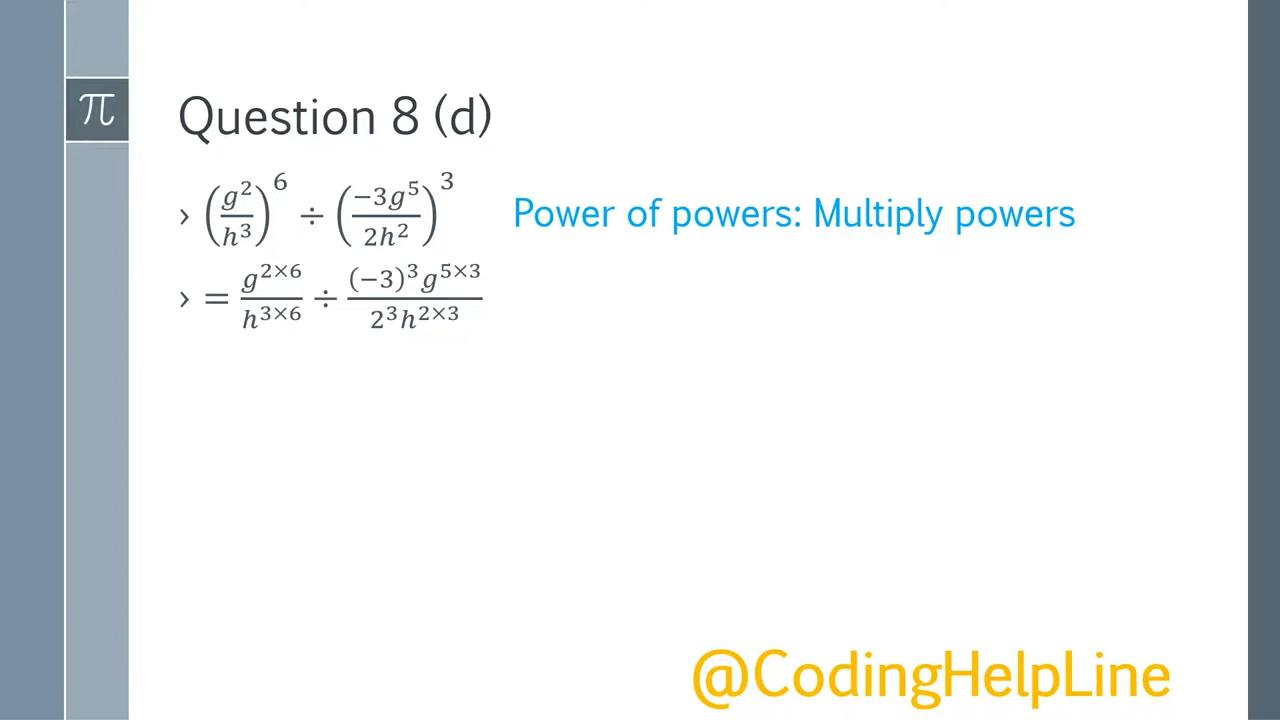 π
Question 8 (d)
› (g²/h³)⁶ ÷ (−3g⁵/2h²)³ Power of powers: Multiply powers
› = g^(2×6)/h^(3×6) ÷ (−3)³g^(5×3)/2³h^(2×3)
@CodingHelpLine